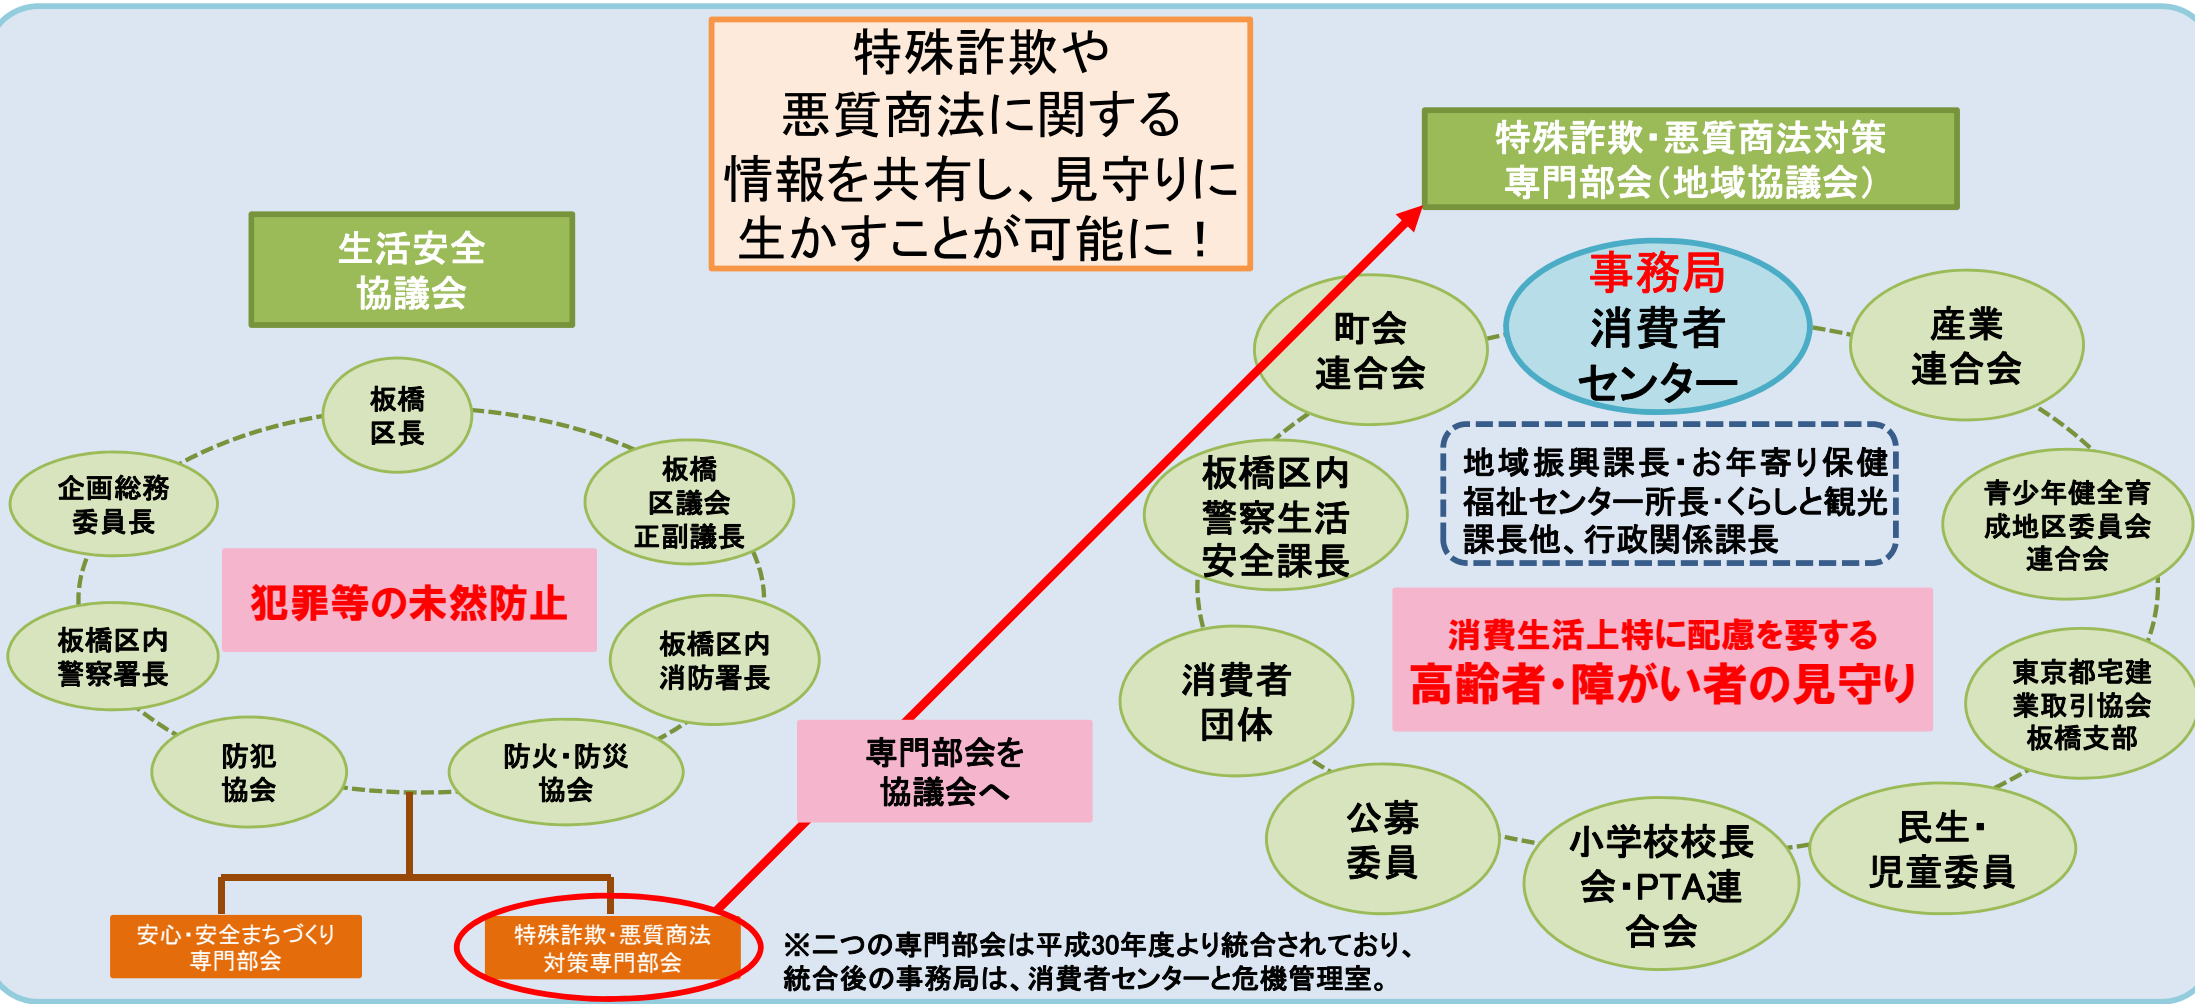 特殊詐欺や
悪質商法に関する
情報を共有し、見守りに
生かすことが可能に！
生活安全
協議会
板橋
区長
企画総務
委員長
板橋
区議会
正副議長
犯罪等の未然防止
板橋区内
警察署長
板橋区内
消防署長
防犯
協会
防火・防災
協会
安心・安全まちづくり
専門部会
特殊詐欺・悪質商法
対策専門部会
専門部会を
協議会へ
特殊詐欺・悪質商法対策
専門部会（地域協議会）
事務局
消費者
センター
町会
連合会
産業
連合会
地域振興課長・お年寄り保健
福祉センター所長・くらしと観光
課長他、行政関係課長
板橋区内
警察生活
安全課長
青少年健全育
成地区委員会
連合会
消費生活上特に配慮を要する
高齢者・障がい者の見守り
消費者
団体
東京都宅建
業取引協会
板橋支部
公募
委員
小学校校長
会・PTA連
合会
民生・
児童委員
※二つの専門部会は平成30年度より統合されており、
統合後の事務局は、消費者センターと危機管理室。